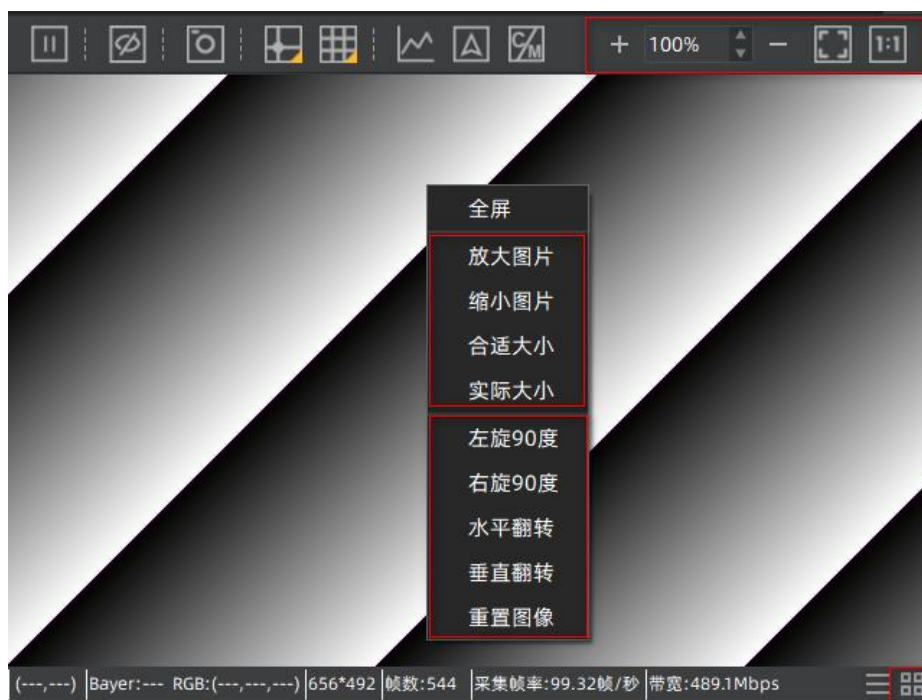 100%
1:1
C/M
全屏
放大图片
缩小图片
合适大小
实际大小
左旋90度
右旋90度
水平翻转
垂直翻转
重置图像
(---,---) Bayer:--- RGB:(---,---,---) 656*492 帧数:544 采集帧率:99.32帧/秒 带宽:489.1Mbps